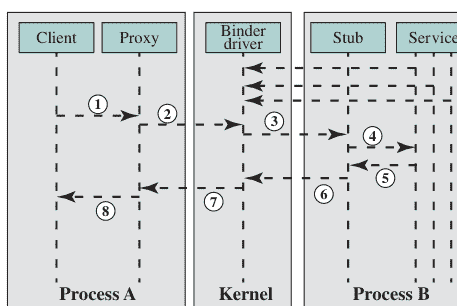 Client
Proxy
Binder
driver
Stub
Service
1
2
3
4
5
6
7
8
Process A
Kernel
Process B